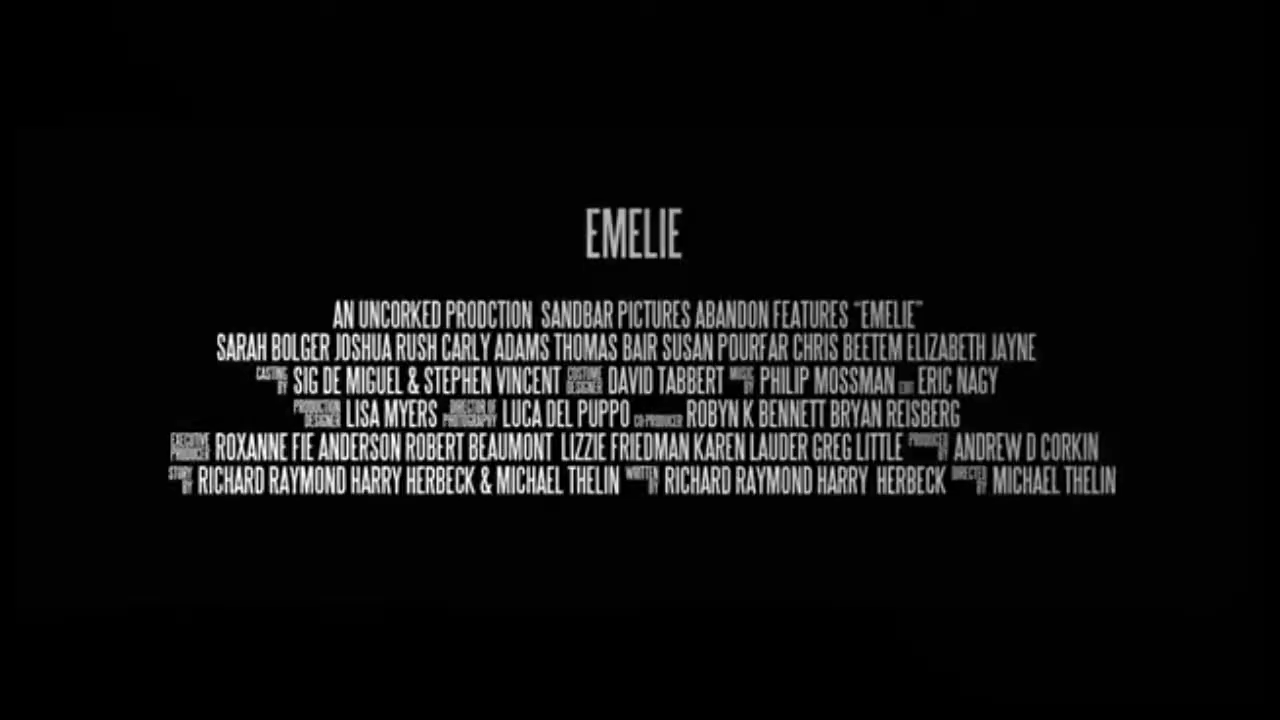 EMELIE
AN UNCORKED PRODCTION SANDBAR PICTURES ABANDON FEATURES "EMELIE"
SARAH BOLGER JOSHUA RUSH CARLY ADAMS THOMAS BAIR SUSAN POURFAR CHRIS BEETEM ELIZABETH JAYNE
CASTING BY SIG DE MIGUEL & STEPHEN VINCENT COSTUME DESIGNER DAVID TABBERT MUSIC BY PHILIP MOSSMAN ERIC NAGY
PRODUCTION DESIGNER LISA MYERS DIRECTOR OF PHOTOGRAPHY LUCA DEL PUPPO CO-PRODUCER ROBYN K BENNETT BRYAN REISBERG
EXECUTIVE PRODUCER ROXANNE FIE ANDERSON ROBERT BEAUMONT LIZZIE FRIEDMAN KAREN LAUDER GREG LITTLE PRODUCED BY ANDREW D CORKIN
STORY BY RICHARD RAYMOND HARRY HERBECK & MICHAEL THELIN WRITTEN BY RICHARD RAYMOND HARRY HERBECK DIRECTED BY MICHAEL THELIN